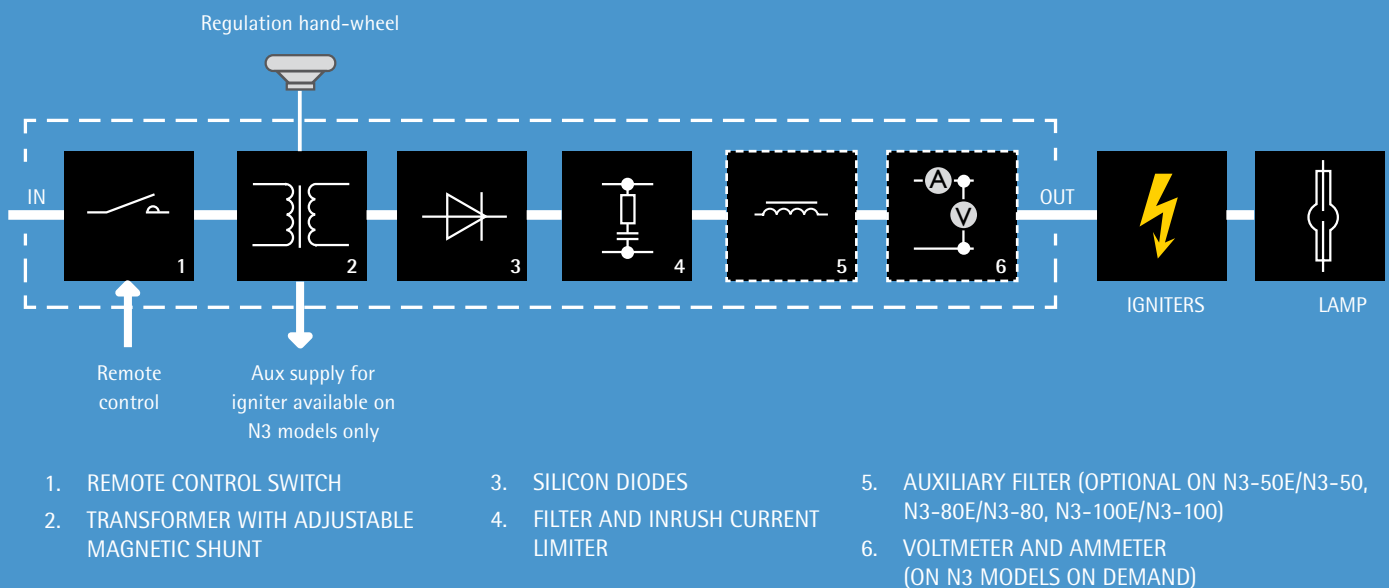 Regulation hand-wheel
IN
1
2
3
4
5
A
V
6
OUT
IGNITERS
LAMP
Remote
control
Aux supply for
igniter available on
N3 models only
1. REMOTE CONTROL SWITCH
2. TRANSFORMER WITH ADJUSTABLE
MAGNETIC SHUNT
3. SILICON DIODES
4. FILTER AND INRUSH CURRENT
LIMITER
5. AUXILIARY FILTER (OPTIONAL ON N3-50E/N3-50,
N3-80E/N3-80, N3-100E/N3-100)
6. VOLTMETER AND AMMETER
(ON N3 MODELS ON DEMAND)